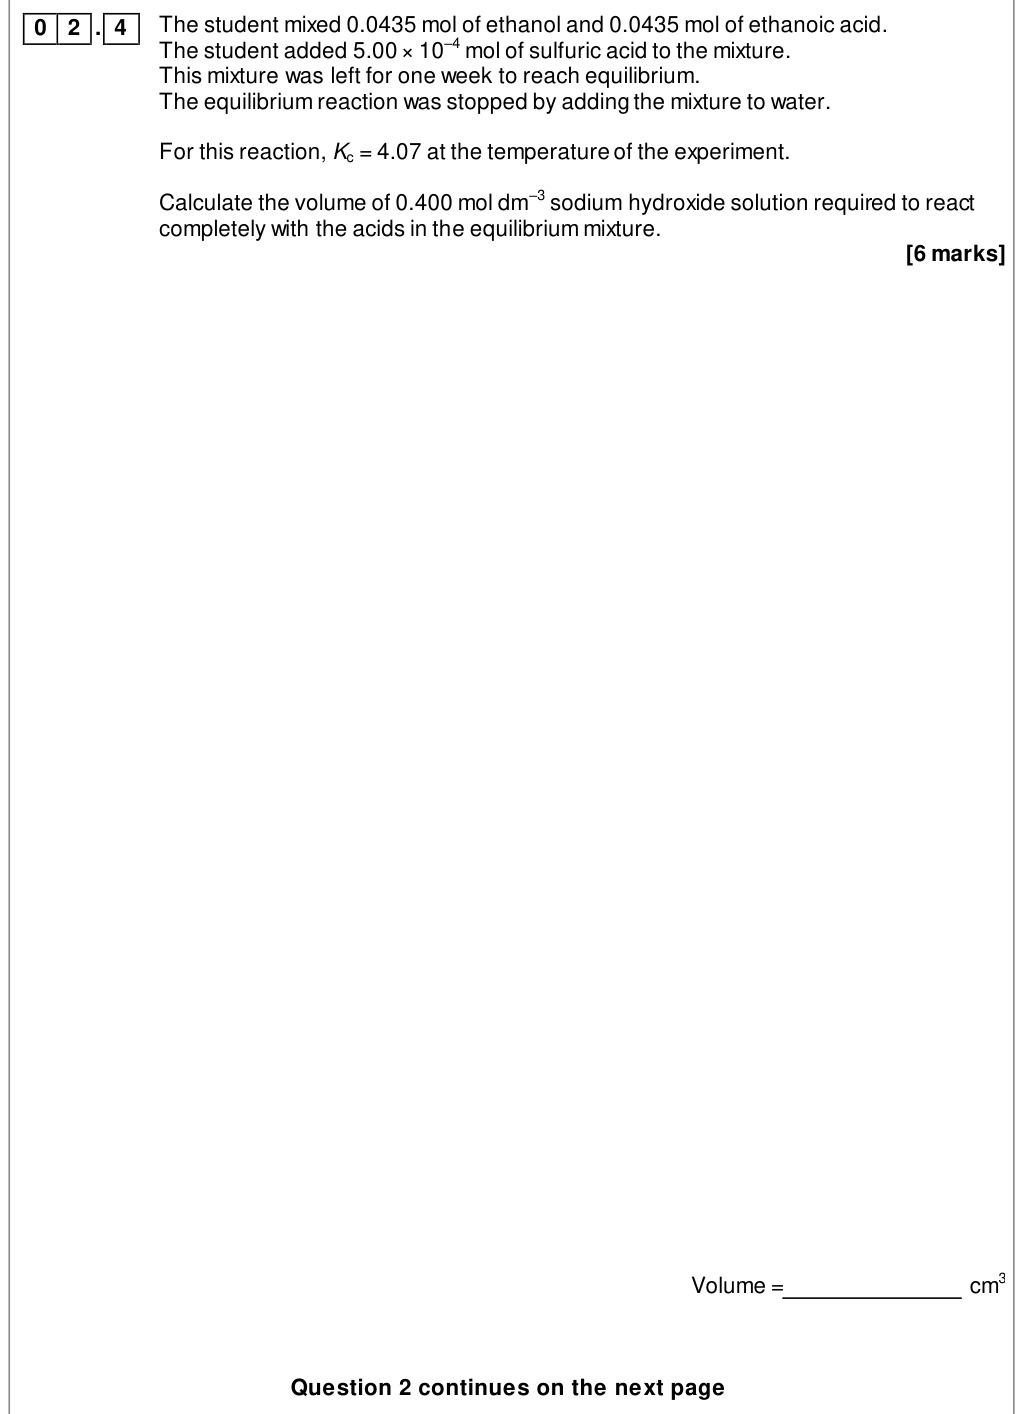 0 2 . 4 The student mixed 0.0435 mol of ethanol and 0.0435 mol of ethanoic acid.
The student added 5.00 × 10⁻⁴ mol of sulfuric acid to the mixture.
This mixture was left for one week to reach equilibrium.
The equilibrium reaction was stopped by adding the mixture to water.
For this reaction, Kc = 4.07 at the temperature of the experiment.
Calculate the volume of 0.400 mol dm⁻³ sodium hydroxide solution required to react
completely with the acids in the equilibrium mixture.
[6 marks]
Volume = ______________ cm³
Question 2 continues on the next page